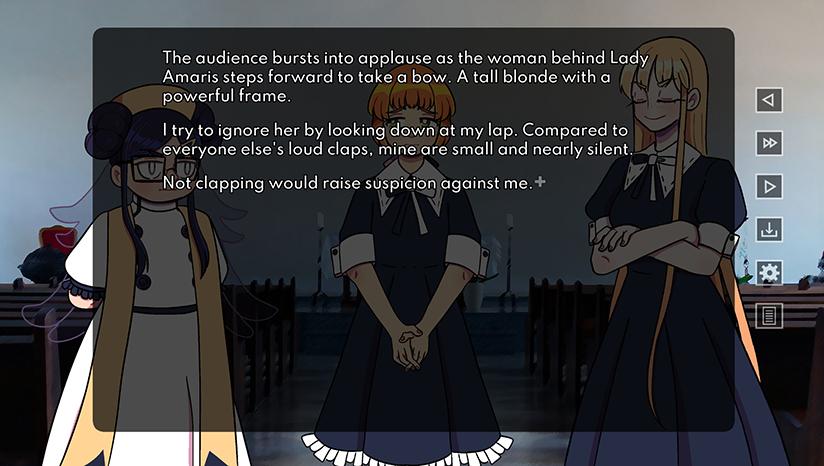 The audience bursts into applause as the woman behind Lady
Amaris steps forward to take a bow. A tall blonde with a
powerful frame.
I try to ignore her by looking down at my lap. Compared to
everyone else's loud claps, mine are small and nearly silent.
Not clapping would raise suspicion against me.